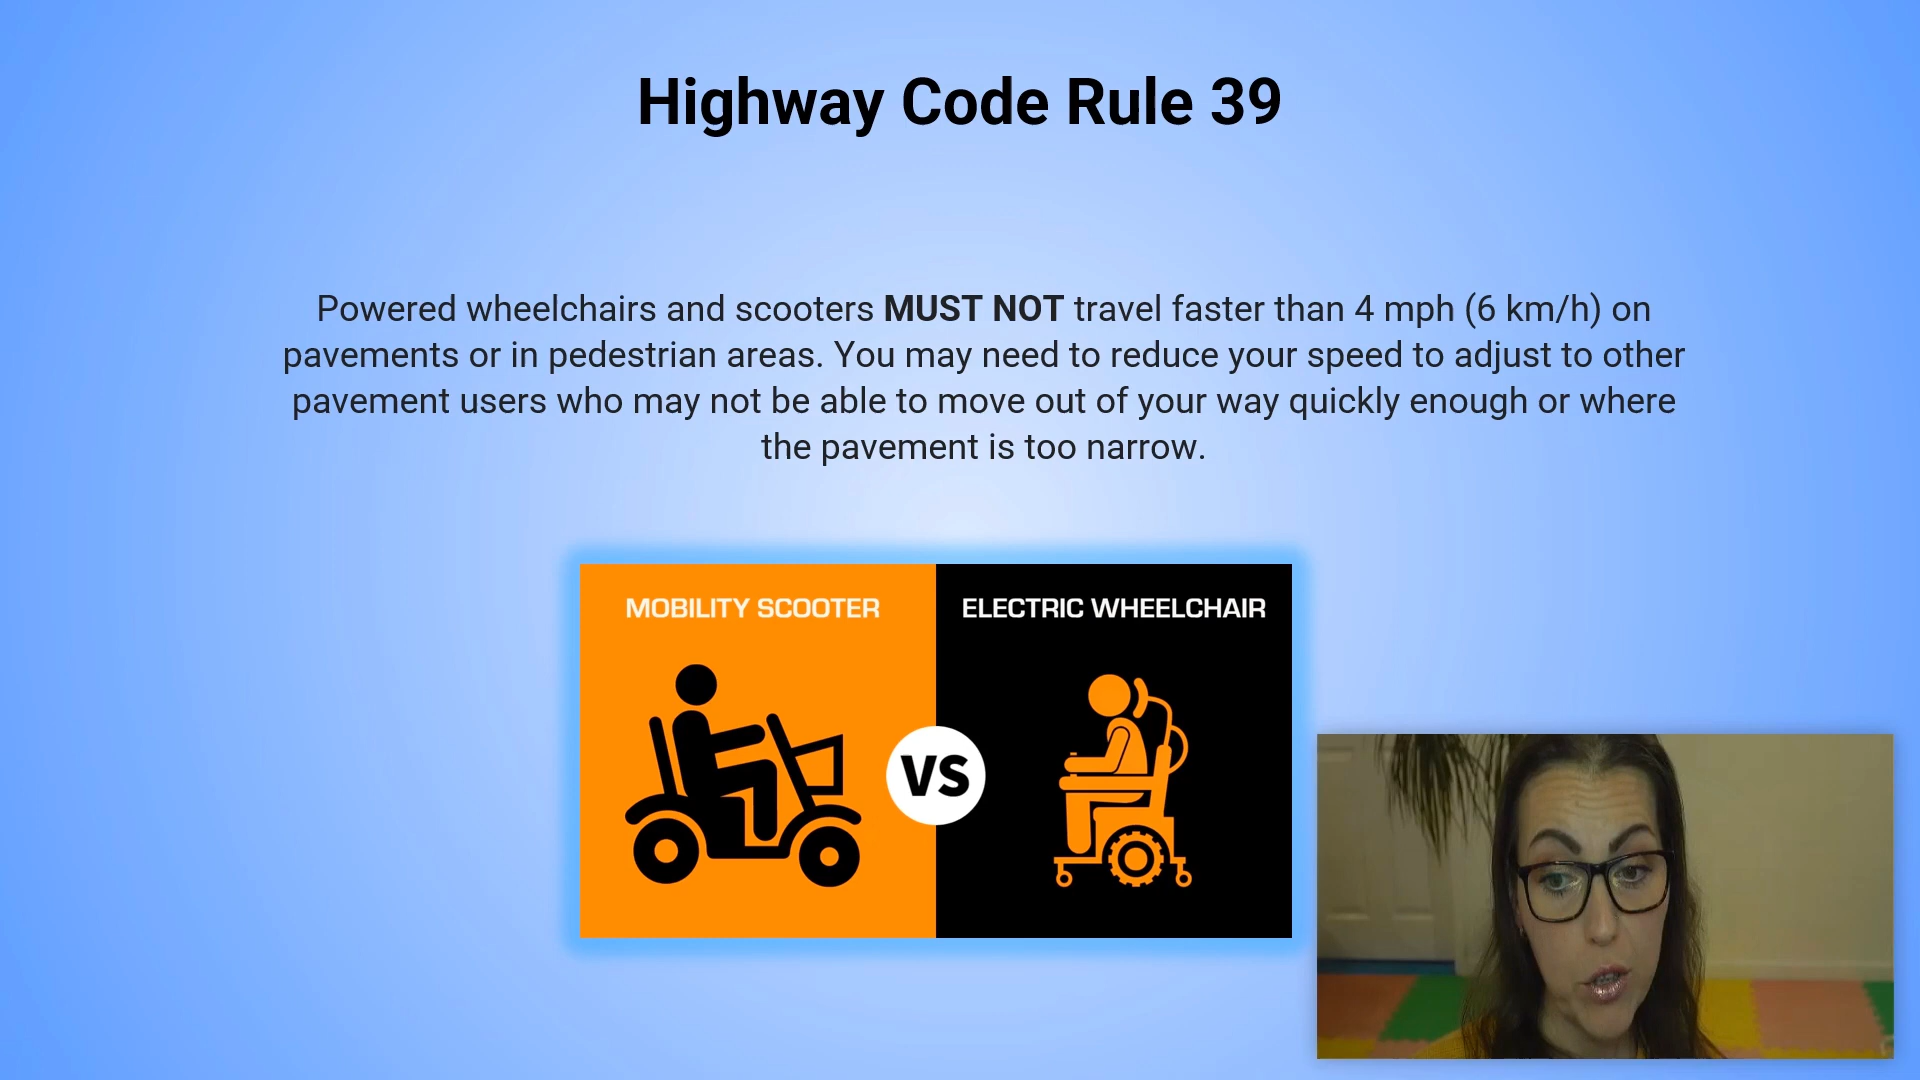 Highway Code Rule 39
Powered wheelchairs and scooters MUST NOT travel faster than 4 mph (6 km/h) on
pavements or in pedestrian areas. You may need to reduce your speed to adjust to other
pavement users who may not be able to move out of your way quickly enough or where
the pavement is too narrow.
MOBILITY SCOOTER
VS
ELECTRIC WHEELCHAIR